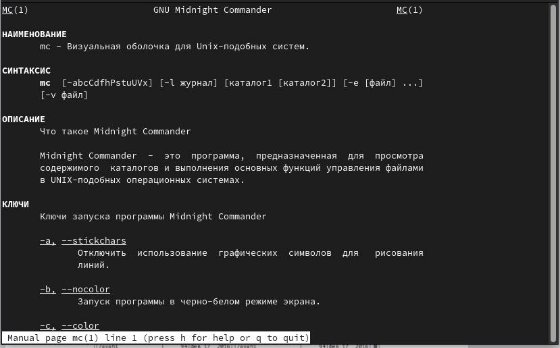 MC(1) GNU Midnight Commander MC(1)
НАИМЕНОВАНИЕ
mc – Визуальная оболочка для Unix-подобных систем.
СИНТАКСИС
mc [-abcCdfhPstuUVx] [-l журнал] [каталог1 [каталог2]] [-e [файл] ...]
[-v файл]
ОПИСАНИЕ
Что такое Midnight Commander
Midnight Commander – это программа, предназначенная для просмотра
содержимого каталогов и выполнения основных функций управления файлами
в UNIX-подобных операционных системах.
КЛЮЧИ
Ключи запуска программы Midnight Commander
-a, --stickchars
Отключить использование графических символов для рисования
линий.
-b, --nocolor
Запуск программы в черно-белом режиме экрана.
-c, --color
Manual page mc(1) line 1 (press h for help or q to quit)